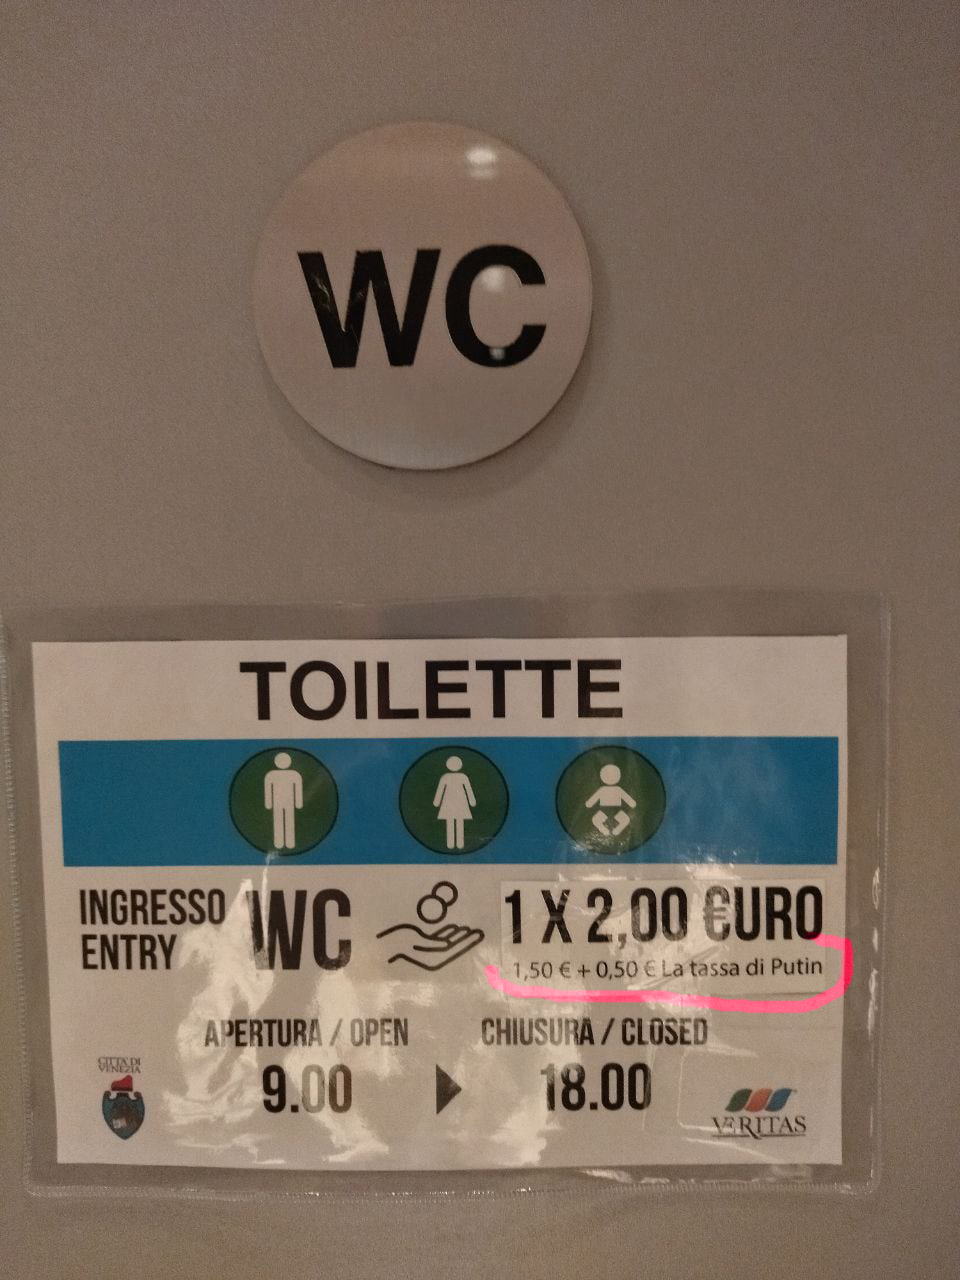 WC
TOILETTE
INGRESSO
ENTRY
WC
1 X 2,00 €URO
1,50 € + 0,50 € La tassa di Putin
APERTURA / OPEN
CHIUSURA / CLOSED
9.00
18.00
CITTA DI
VENEZIA
VERITAS